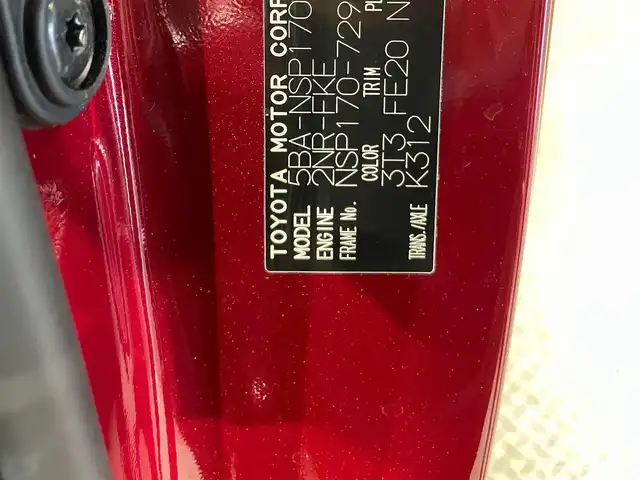 TOYOTA MOTOR CORP
MODEL 5BA-NSP170
ENGINE 2NR-FKE
FRAME No. NSP170-729
COLOR TRIM
3T3 FE20
TRANS./AXLE K312